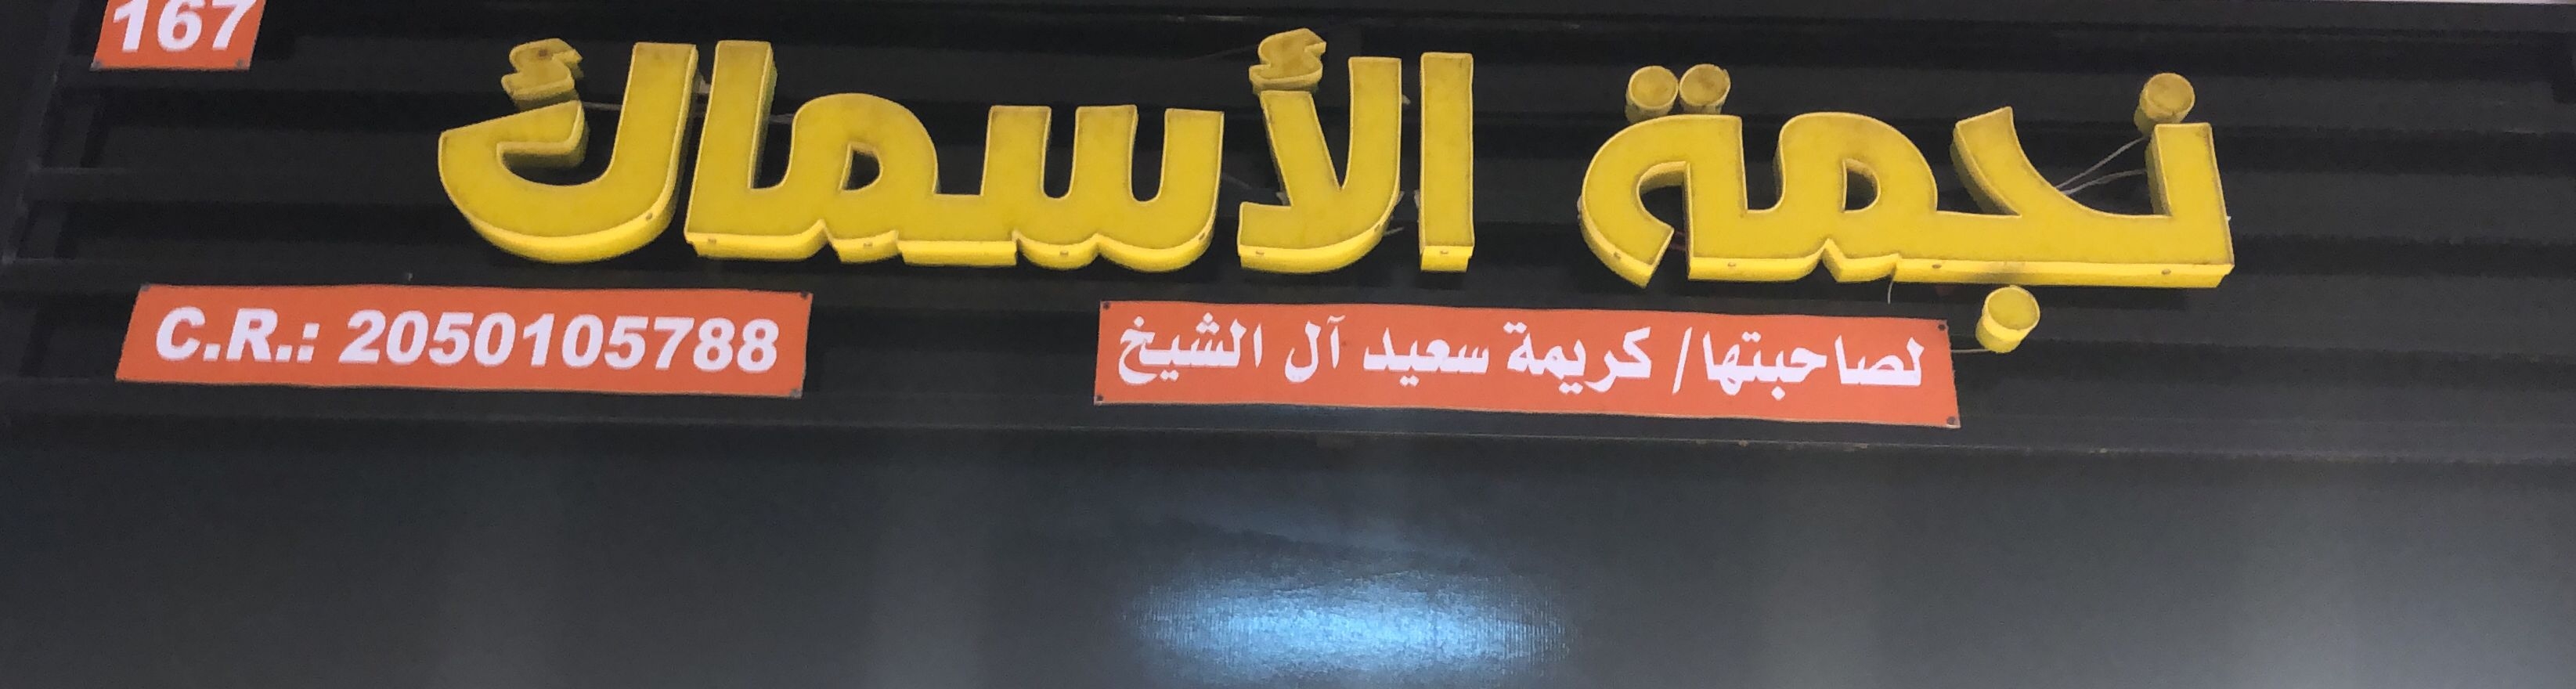 167
نجمة الأسماك
لصاحبتها/ كريمة سعيد آل الشيخ
C.R.: 2050105788